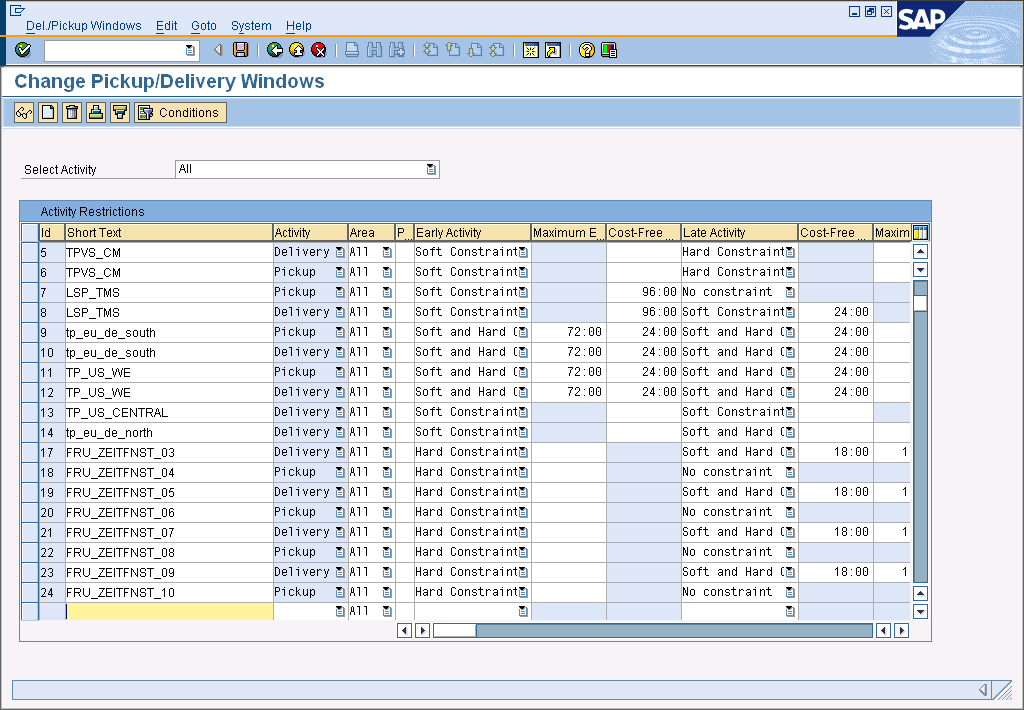 Del./Pickup Windows Edit Goto System Help
SAP
Change Pickup/Delivery Windows
Conditions
Select Activity All
Activity Restrictions
Id Short Text Activity Area P... Early Activity Maximum E... Cost-Free ... Late Activity Cost-Free ... Maxim
5 TPVS_CM Delivery All Soft Constraint Hard Constraint
6 TPVS_CM Pickup All Soft Constraint Hard Constraint
7 LSP_TMS Pickup All Soft Constraint 96:00 No constraint
8 LSP_TMS Delivery All Soft Constraint 96:00 Soft Constraint 24:00
9 tp_eu_de_south Pickup All Soft and Hard C 72:00 24:00 Soft and Hard C 24:00
10 tp_eu_de_south Delivery All Soft and Hard C 72:00 24:00 Soft and Hard C 24:00
11 TP_US_WE Pickup All Soft and Hard C 72:00 24:00 Soft and Hard C 24:00
12 TP_US_WE Delivery All Soft and Hard C 72:00 24:00 Soft and Hard C 24:00
13 TP_US_CENTRAL Delivery All Soft Constraint Soft Constraint
14 tp_eu_de_north Delivery All Soft Constraint Soft and Hard C
17 FRU_ZEITFNST_03 Delivery All Hard Constraint Soft and Hard C 18:00 1
18 FRU_ZEITFNST_04 Pickup All Hard Constraint No constraint
19 FRU_ZEITFNST_05 Delivery All Hard Constraint Soft and Hard C 18:00 1
20 FRU_ZEITFNST_06 Pickup All Hard Constraint No constraint
21 FRU_ZEITFNST_07 Delivery All Hard Constraint Soft and Hard C 18:00 1
22 FRU_ZEITFNST_08 Pickup All Hard Constraint No constraint
23 FRU_ZEITFNST_09 Delivery All Hard Constraint Soft and Hard C 18:00 1
24 FRU_ZEITFNST_10 Pickup All Hard Constraint No constraint
All